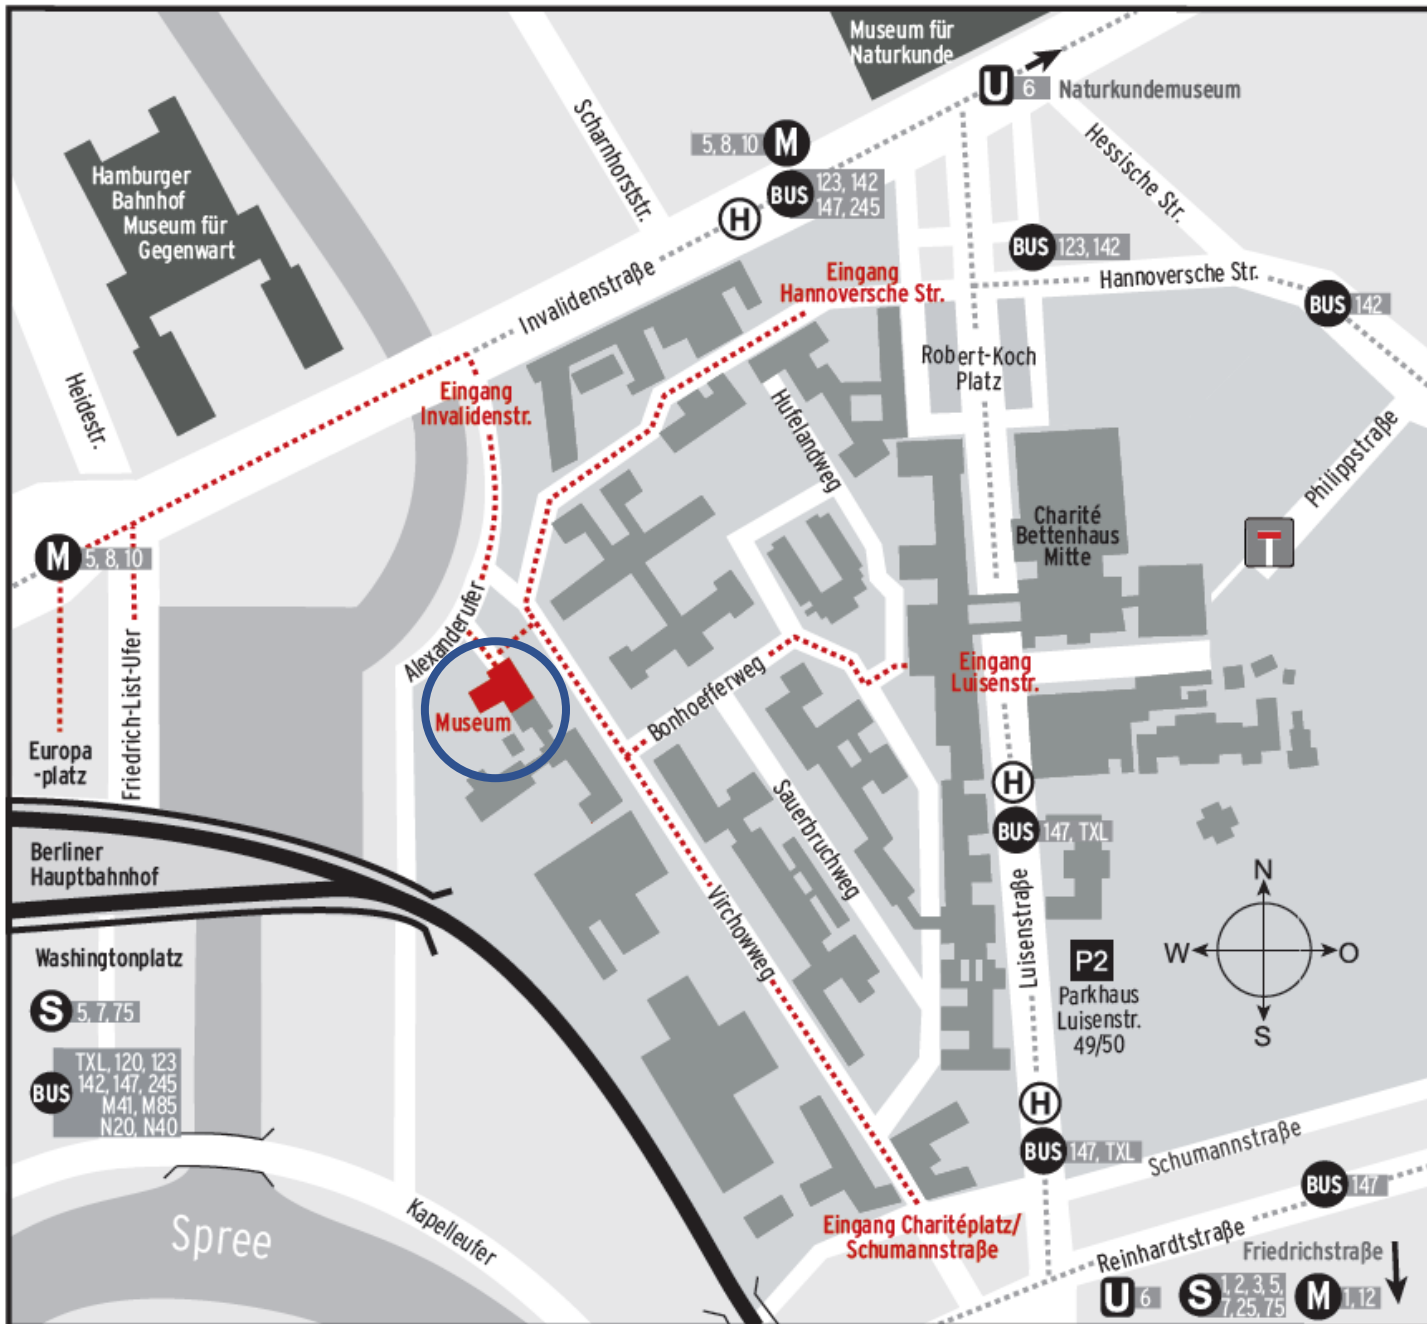 Museum für
Naturkunde
U 6 Naturkundemuseum
Scharnhorststr.
5, 8, 10 M
BUS 123, 142
147, 245
H
Hessische Str.
Hamburger
Bahnhof
Museum für
Gegenwart
BUS 123, 142
Hannoversche Str.
BUS 142
Eingang
Hannoversche Str.
Invalidenstraße
Robert-Koch
Platz
Heidestr.
Eingang
Invalidenstr.
Hufelandweg
Philippstraße
Charité
Bettenhaus
Mitte
M 5, 8, 10
Alexanderufer
Friedrich-List-Ufer
Museum
Bonhoefferweg
Eingang
Luisenstr.
Europa
-platz
H
BUS 147, TXL
Sauerbruchweg
Berliner
Hauptbahnhof
Virchowweg
Luisenstraße
N
W O
S
Washingtonplatz
P2
Parkhaus
Luisenstr.
49/50
S 5, 7, 75
BUS TXL, 120, 123
142, 147, 245
M41, M85
N20, N40
H
BUS 147, TXL
Schumannstraße
BUS 147
Spree
Kapelleufer
Eingang Charitéplatz/
Schumannstraße
Reinhardtstraße
Friedrichstraße
U 6 S 1, 2, 3, 5,
7, 25, 75 M 1, 12